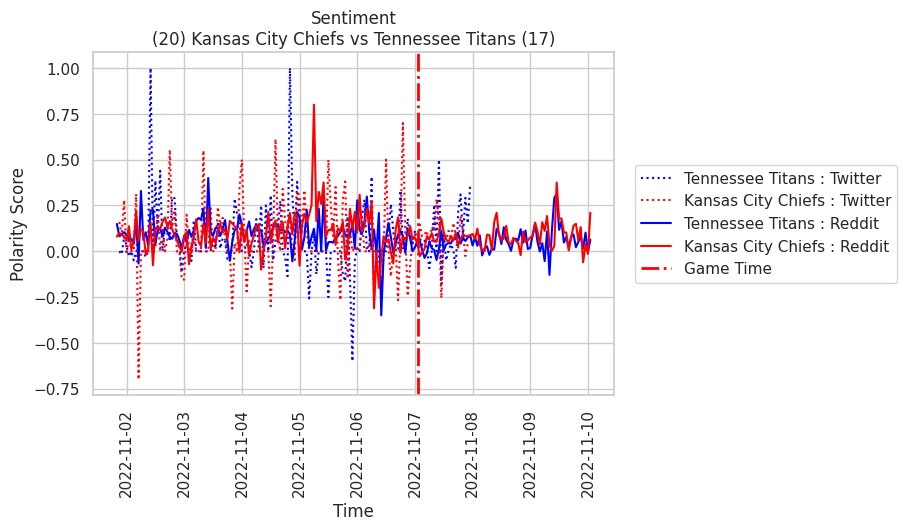 Sentiment
(20) Kansas City Chiefs vs Tennessee Titans (17)
Polarity Score
1.00
0.75
0.50
0.25
0.00
−0.25
−0.50
−0.75
2022-11-02
2022-11-03
2022-11-04
2022-11-05
2022-11-06
2022-11-07
2022-11-08
2022-11-09
2022-11-10
Time
Tennessee Titans : Twitter
Kansas City Chiefs : Twitter
Tennessee Titans : Reddit
Kansas City Chiefs : Reddit
Game Time